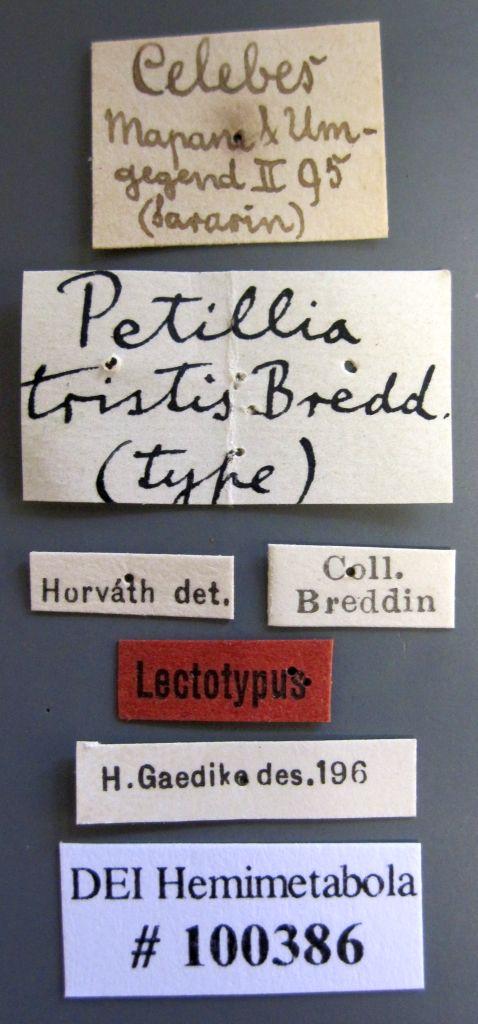 Celebes
Mapane & Um-
gegend II 95
(Sararin)
Petillia
tristis Bredd.
(type)
Horváth det.
Coll.
Breddin
Lectotypus
H. Gaedike des. 196
DEI Hemimetabola
# 100386